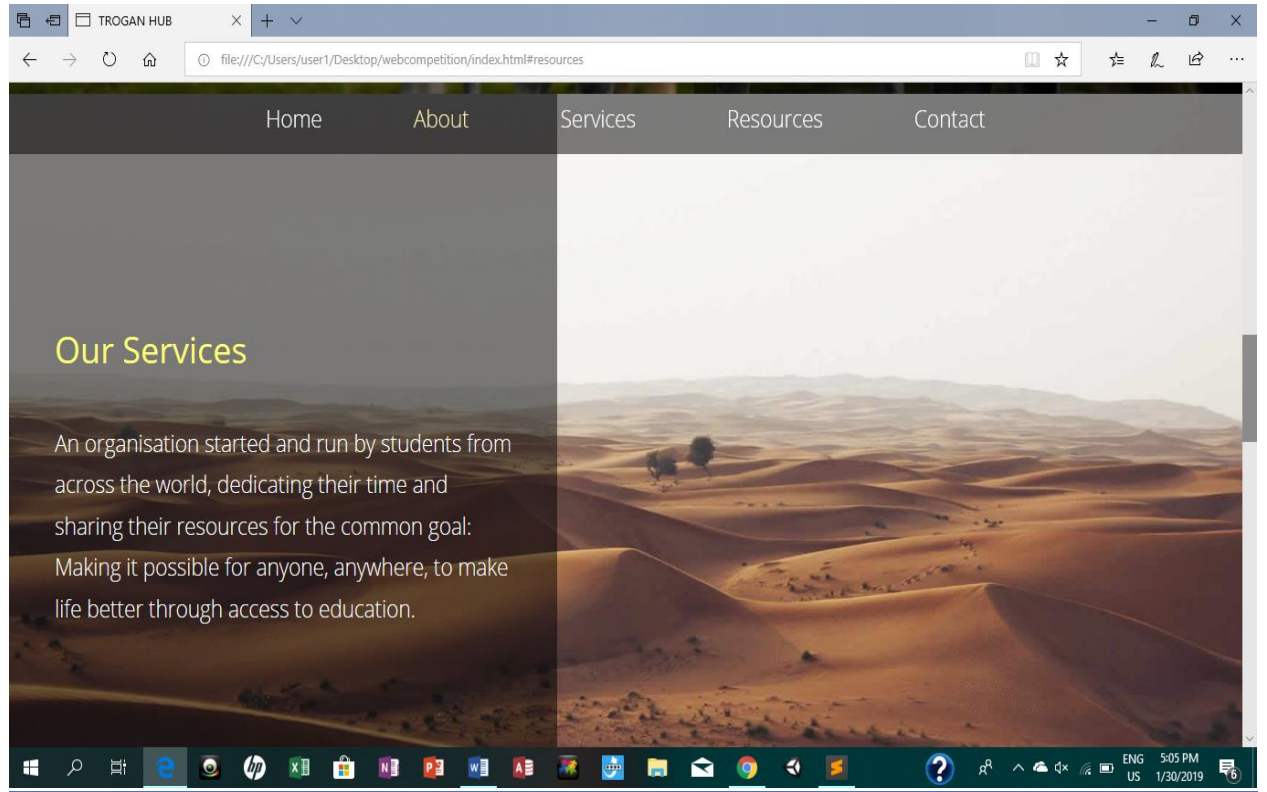 TROGAN HUB
file:///C:/Users/user1/Desktop/webcompetition/index.html#resources
Home About Services Resources Contact
Our Services
An organisation started and run by students from
across the world, dedicating their time and
sharing their resources for the common goal:
Making it possible for anyone, anywhere, to make
life better through access to education.
ENG 5:05 PM
US 1/30/2019
6